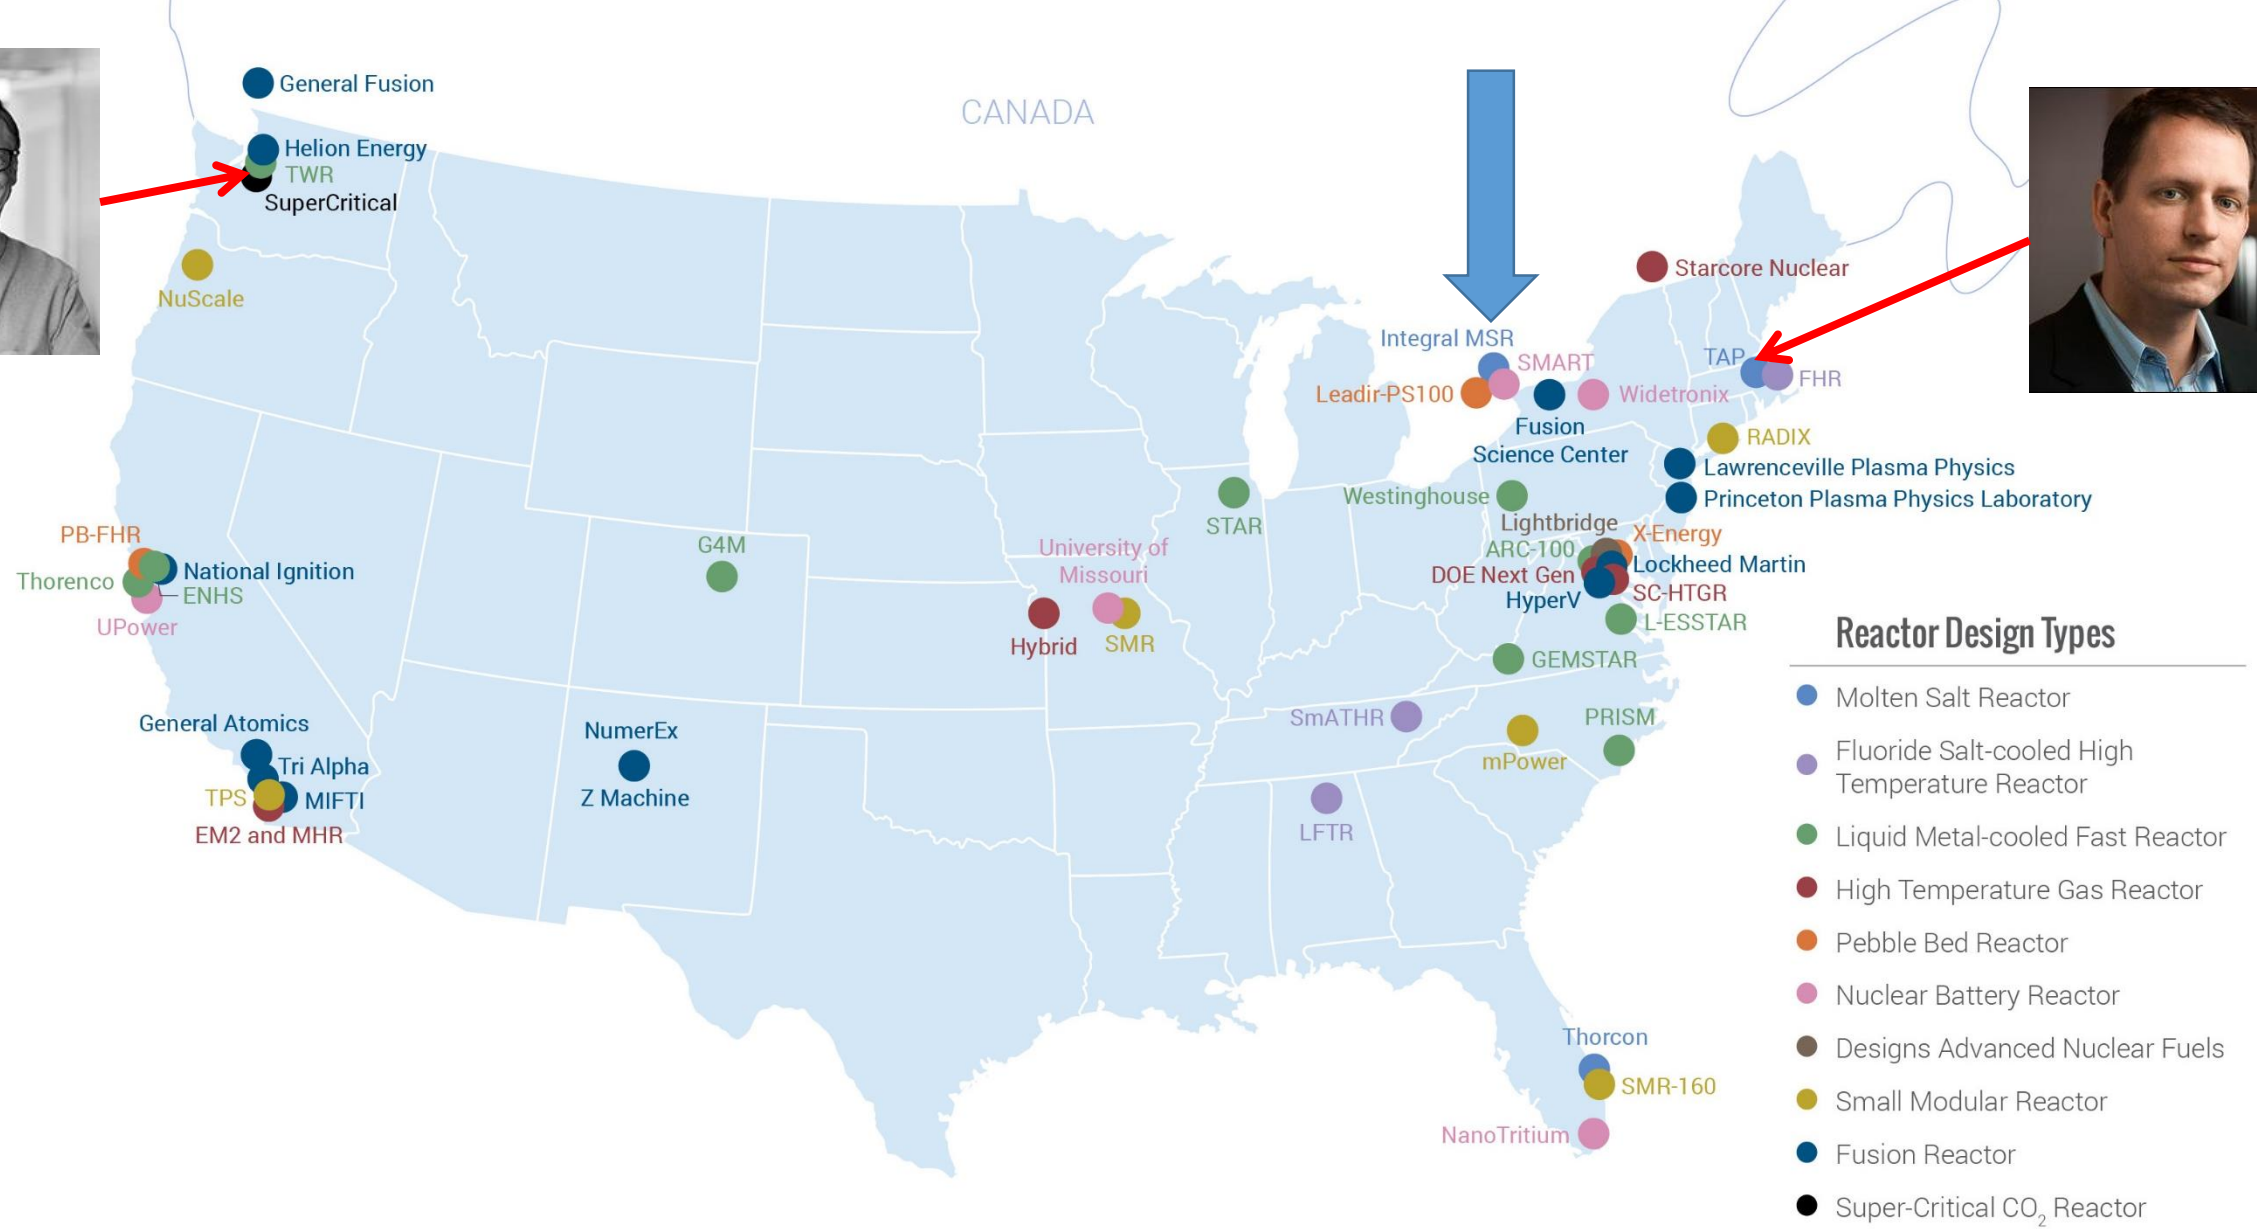 General Fusion
CANADA
Helion Energy
TWR
SuperCritical
NuScale
Starcore Nuclear
Integral MSR
SMART
TAP
FHR
Leadir-PS100
Widetronix
Fusion
Science Center
RADIX
Lawrenceville Plasma Physics
Westinghouse
Princeton Plasma Physics Laboratory
STAR
Lightbridge
X-Energy
PB-FHR
G4M
University of
Missouri
ARC-100
Lockheed Martin
National Ignition
Thorenco
ENHS
DOE Next Gen
SC-HTGR
HyperV
UPower
L-ESSTAR
Hybrid
SMR
GEMSTAR
General Atomics
NumerEx
SmATHR
PRISM
Tri Alpha
mPower
TPS
MIFTI
Z Machine
EM2 and MHR
LFTR
Thorcon
SMR-160
NanoTritium
Reactor Design Types
Molten Salt Reactor
Fluoride Salt-cooled High
Temperature Reactor
Liquid Metal-cooled Fast Reactor
High Temperature Gas Reactor
Pebble Bed Reactor
Nuclear Battery Reactor
Designs Advanced Nuclear Fuels
Small Modular Reactor
Fusion Reactor
Super-Critical CO₂ Reactor